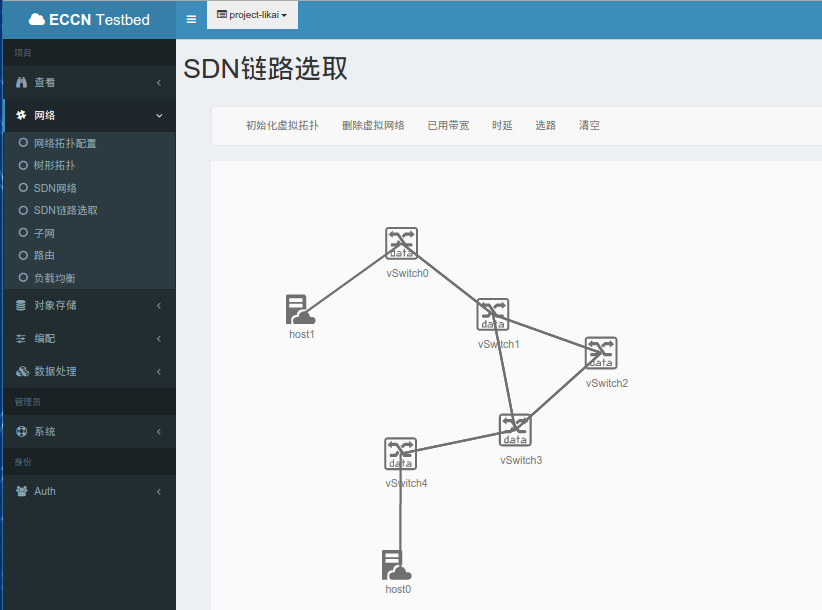 ECCN Testbed
project-likai
项目
查看
网络
网络拓扑配置
树形拓扑
SDN网络
SDN链路选取
子网
路由
负载均衡
对象存储
编配
数据处理
管理员
系统
身份
Auth
SDN链路选取
初始化虚拟拓扑 删除虚拟网络 已用带宽 时延 选路 清空
data
vSwitch0
host1
data
vSwitch1
data
vSwitch2
data
vSwitch3
data
vSwitch4
host0